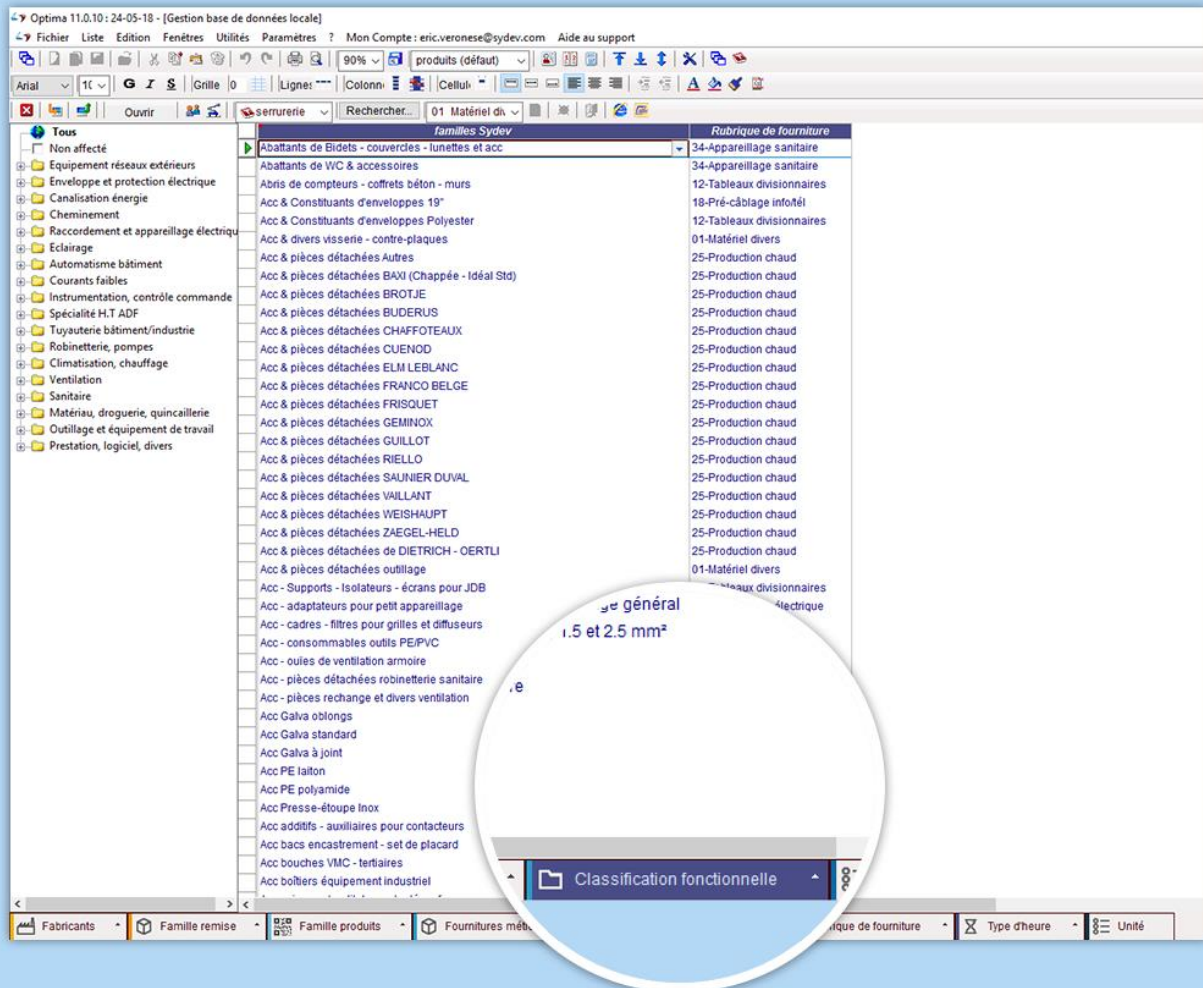 Optima 11.0.10 : 24-05-18 - [Gestion base de données locale]
Fichier Liste Edition Fenêtres Utilités Paramètres ? Mon Compte : eric.veronese@sydev.com Aide au support
90% produits (défaut)
Arial 1( G I S Grille 0 Ligne: Colonn Cellul A
Ouvrir serrurerie Rechercher... 01 Matériel div
Tous
Non affecté
Equipement réseaux extérieurs
Enveloppe et protection électrique
Canalisation énergie
Cheminement
Raccordement et appareillage électriqu
Eclairage
Automatisme bâtiment
Courants faibles
Instrumentation, contrôle commande
Spécialité H.T ADF
Tuyauterie bâtiment/industrie
Robinetterie, pompes
Climatisation, chauffage
Ventilation
Sanitaire
Matériau, droguerie, quincaillerie
Outillage et équipement de travail
Prestation, logiciel, divers
familles Sydev Rubrique de fourniture
Abattants de Bidets - couvercles - lunettes et acc 34-Appareillage sanitaire
Abattants de WC & accessoires 34-Appareillage sanitaire
Abris de compteurs - coffrets béton - murs 12-Tableaux divisionnaires
Acc & Constituants d'enveloppes 19" 18-Pré-câblage info/tél
Acc & Constituants d'enveloppes Polyester 12-Tableaux divisionnaires
Acc & divers visserie - contre-plaques 01-Matériel divers
Acc & pièces détachées Autres 25-Production chaud
Acc & pièces détachées BAXI (Chappée - Idéal Std) 25-Production chaud
Acc & pièces détachées BROTJE 25-Production chaud
Acc & pièces détachées BUDERUS 25-Production chaud
Acc & pièces détachées CHAFFOTEAUX 25-Production chaud
Acc & pièces détachées CUENOD 25-Production chaud
Acc & pièces détachées ELM LEBLANC 25-Production chaud
Acc & pièces détachées FRANCO BELGE 25-Production chaud
Acc & pièces détachées FRISQUET 25-Production chaud
Acc & pièces détachées GEMINOX 25-Production chaud
Acc & pièces détachées GUILLOT 25-Production chaud
Acc & pièces détachées RIELLO 25-Production chaud
Acc & pièces détachées SAUNIER DUVAL 25-Production chaud
Acc & pièces détachées VAILLANT 25-Production chaud
Acc & pièces détachées WEISHAUPT 25-Production chaud
Acc & pièces détachées ZAEGEL-HELD 25-Production chaud
Acc & pièces détachées de DIETRICH - OERTLI 25-Production chaud
Acc & pièces détachées outillage 01-Matériel divers
Acc - Supports - Isolateurs - écrans pour JDB divisionnaires
Acc - adaptateurs pour petit appareillage électrique
Acc - cadres - filtres pour grilles et diffuseurs
Acc - consommables outils PE/PVC
Acc - ouïes de ventilation armoire
Acc - pièces détachées robinetterie sanitaire
Acc - pièces rechange et divers ventilation
Acc Galva oblongs
Acc Galva standard
Acc Galva à joint
Acc PE laiton
Acc PE polyamide
Acc Presse-étoupe Inox
Acc additifs - auxiliaires pour contacteurs
Acc bacs encastrement - set de placard
Acc bouches VMC - tertiaires
Acc boîtiers équipement industriel
général
1.5 et 2.5 mm²
Classification fonctionnelle
Fabricants Famille remise Famille produits Fournitures méti que de fourniture Type d'heure Unité